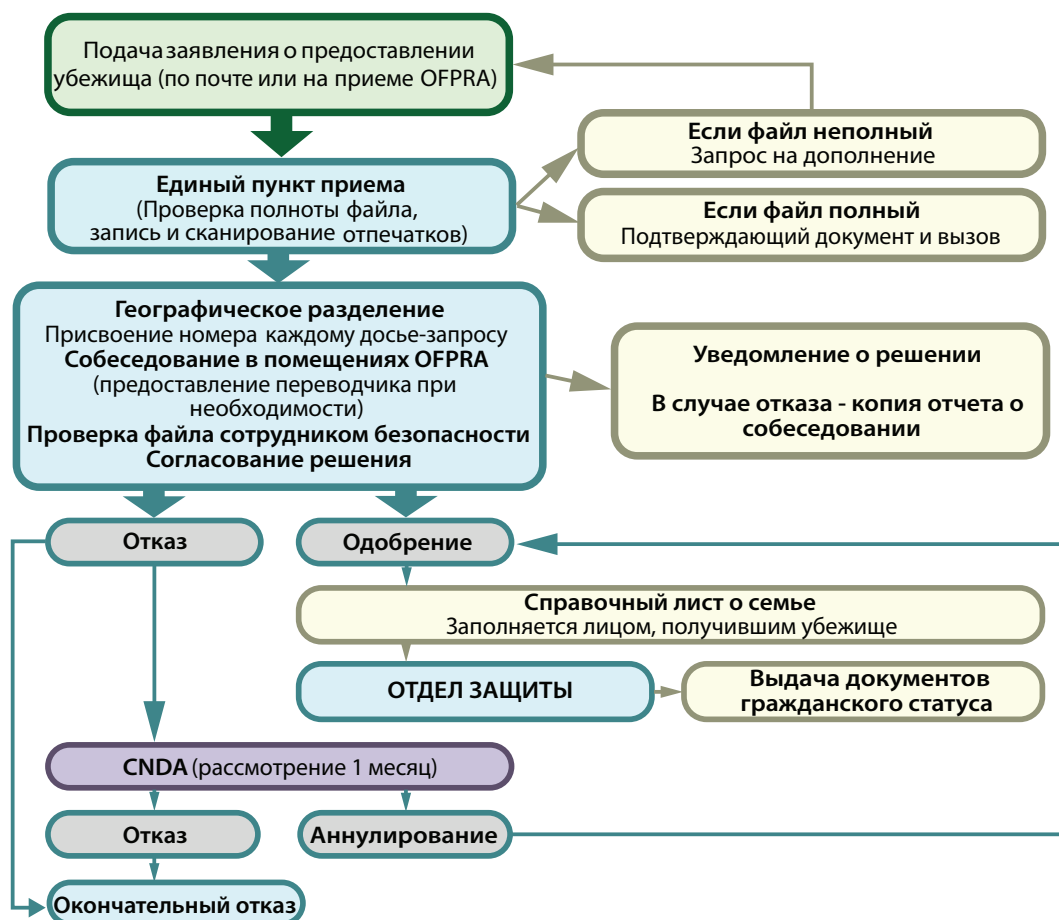 Подача заявления о предоставлении
убежища (по почте или на приеме OFPRA)
Если файл неполный
Запрос на дополнение
Единый пункт приема
(Проверка полноты файла,
запись и сканирование отпечатков)
Если файл полный
Подтверждающий документ и вызов
Географическое разделение
Присвоение номера каждому досье-запросу
Собеседование в помещениях OFPRA
(предоставление переводчика при
необходимости)
Проверка файла сотрудником безопасности
Согласование решения
Уведомление о решении
В случае отказа - копия отчета о
собеседовании
Отказ
Одобрение
Справочный лист о семье
Заполняется лицом, получившим убежище
ОТДЕЛ ЗАЩИТЫ
Выдача документов
гражданского статуса
CNDA (рассмотрение 1 месяц)
Отказ
Аннулирование
Окончательный отказ